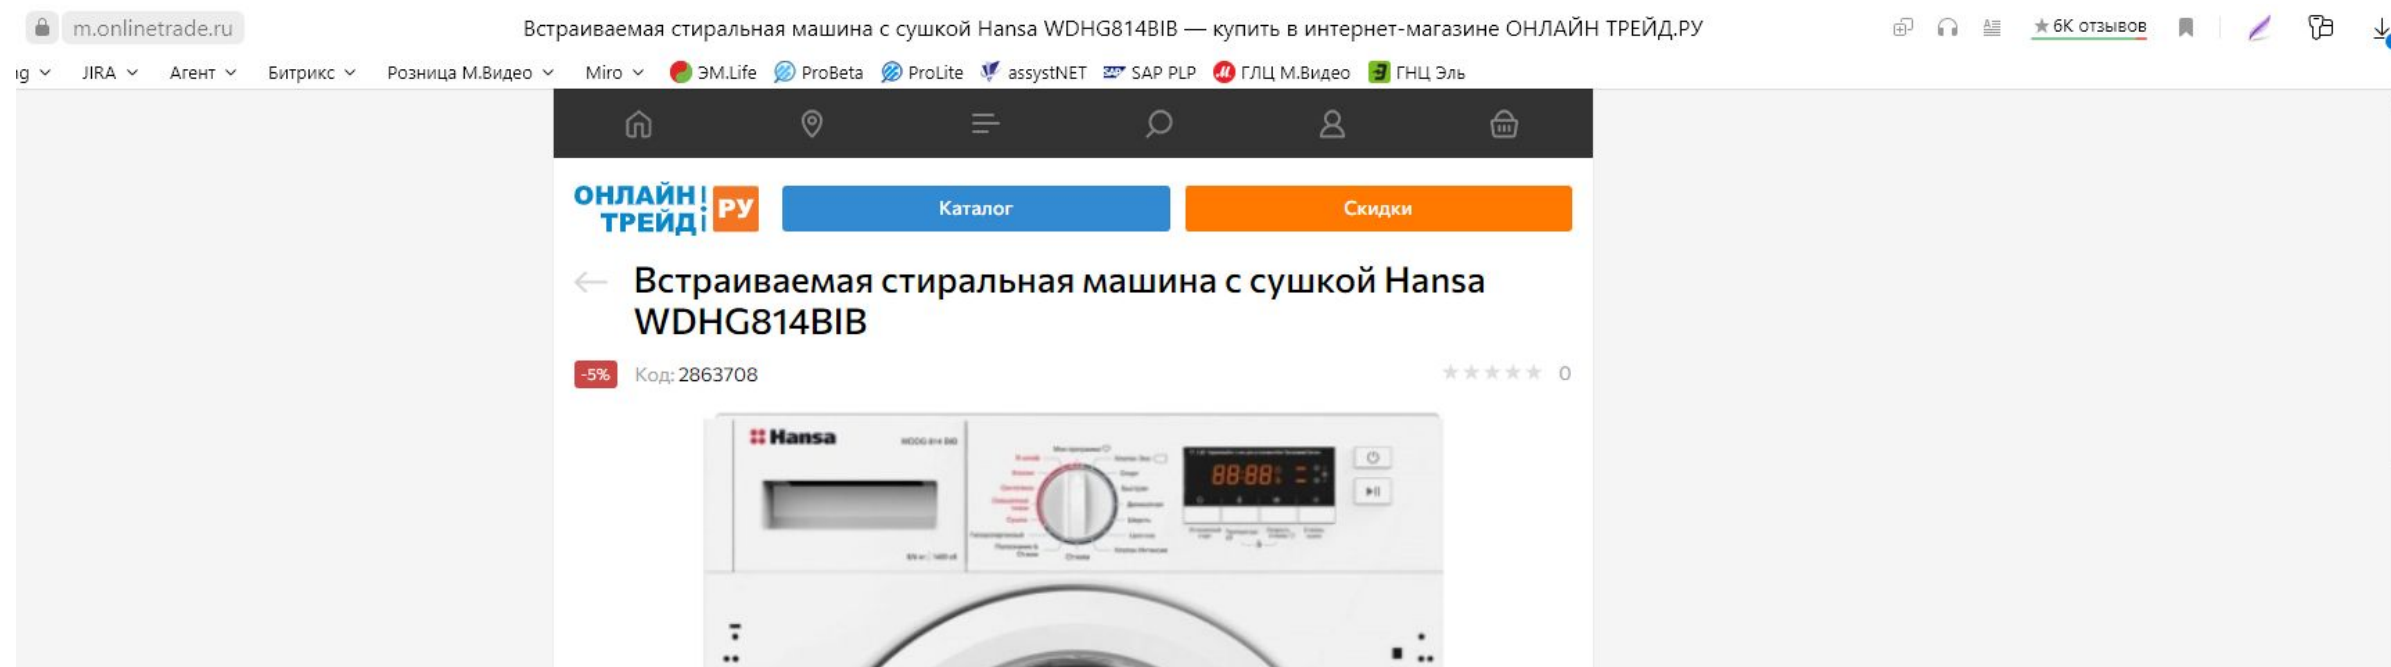 m.onlinetrade.ru
Встраиваемая стиральная машина с сушкой Hansa WDHG814BIB — купить в интернет-магазине ОНЛАЙН ТРЕЙД.РУ
6K отзывов
JIRA Агент Битрикс Розница М.Видео Miro ЭМ.Life ProBeta ProLite assystNET SAP PLP ГЛЦ М.Видео ГНЦ Эль
ОНЛАЙН
ТРЕЙД
РУ
Каталог
Скидки
Встраиваемая стиральная машина с сушкой Hansa
WDHG814BIB
-5%
Код: 2863708
0
Hansa
88:88